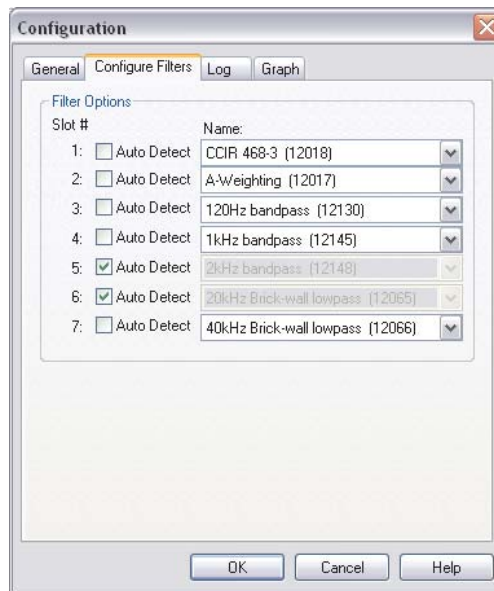 Configuration
General Configure Filters Log Graph
Filter Options
Slot # Name:
1: Auto Detect CCIR 468-3 (12018)
2: Auto Detect A-Weighting (12017)
3: Auto Detect 120Hz bandpass (12130)
4: Auto Detect 1kHz bandpass (12145)
5: Auto Detect 2kHz bandpass (12148)
6: Auto Detect 20kHz Brick-wall lowpass (12065)
7: Auto Detect 40kHz Brick-wall lowpass (12066)
OK Cancel Help